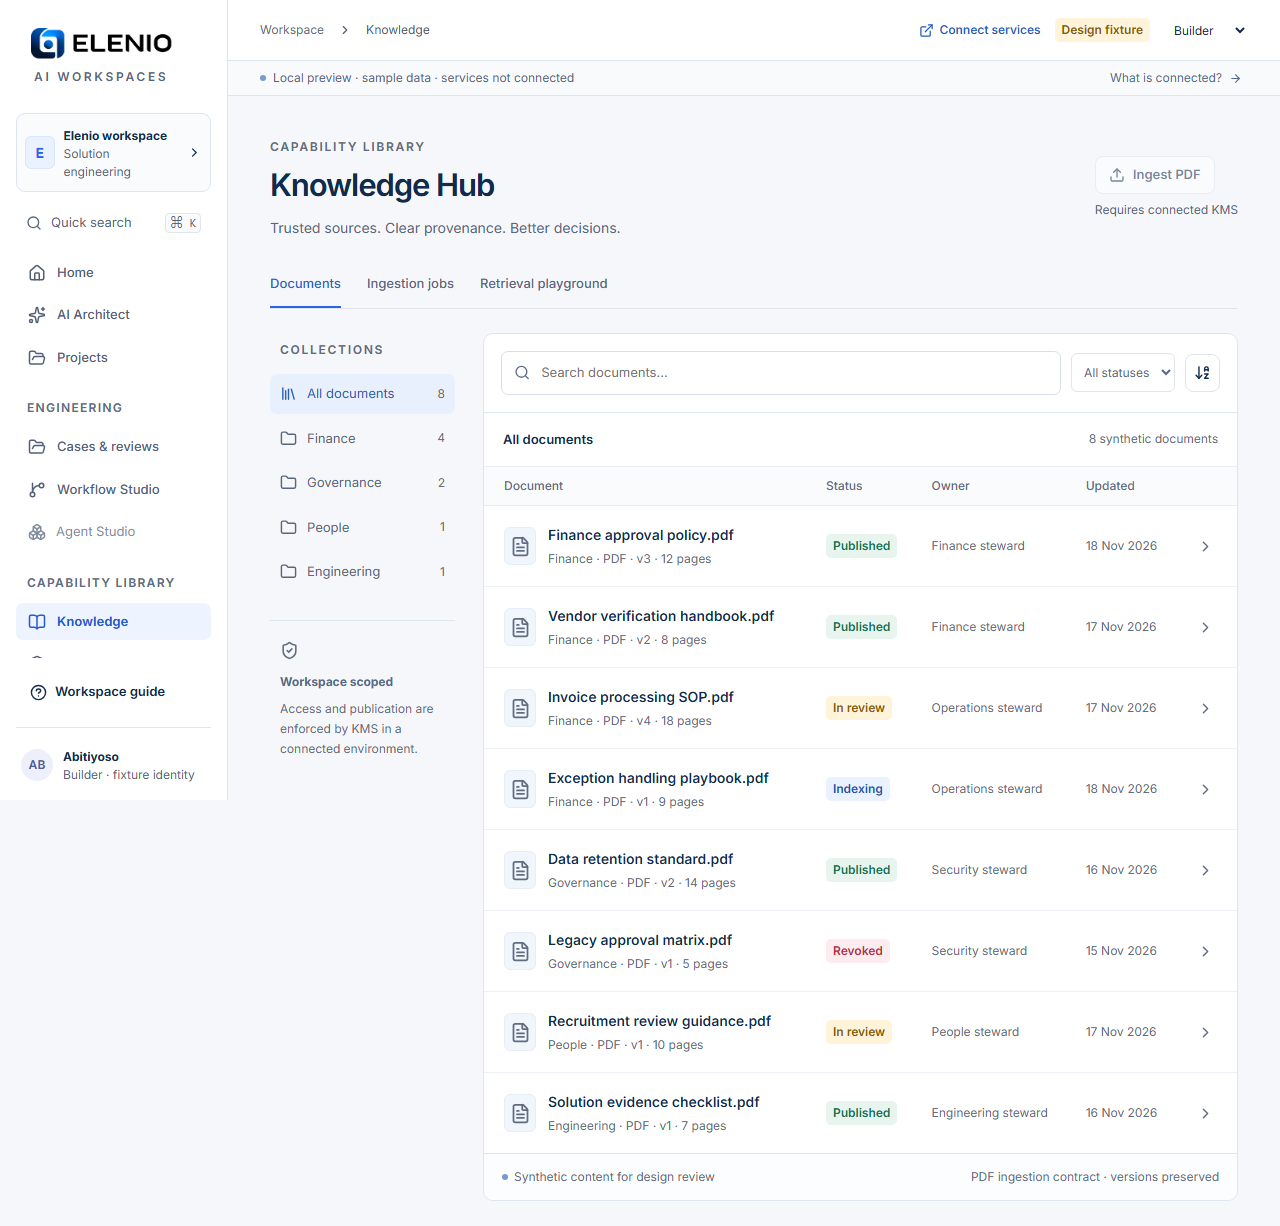 ELENIO
AI WORKSPACES
E
Elenio workspace
Solution
engineering
Quick search
⌘ K
Home
AI Architect
Projects
ENGINEERING
Cases & reviews
Workflow Studio
Agent Studio
CAPABILITY LIBRARY
Knowledge
Workspace guide
AB
Abitiyoso
Builder · fixture identity
Workspace
Knowledge
Connect services
Design fixture
Builder
Local preview · sample data · services not connected
What is connected?
CAPABILITY LIBRARY
Knowledge Hub
Trusted sources. Clear provenance. Better decisions.
Ingest PDF
Requires connected KMS
Documents
Ingestion jobs
Retrieval playground
COLLECTIONS
All documents 8
Finance 4
Governance 2
People 1
Engineering 1
Workspace scoped
Access and publication are
enforced by KMS in a
connected environment.
Search documents...
All statuses
All documents
8 synthetic documents
Document Status Owner Updated
Finance approval policy.pdf
Finance · PDF · v3 · 12 pages
Published
Finance steward
18 Nov 2026
Vendor verification handbook.pdf
Finance · PDF · v2 · 8 pages
Published
Finance steward
17 Nov 2026
Invoice processing SOP.pdf
Finance · PDF · v4 · 18 pages
In review
Operations steward
17 Nov 2026
Exception handling playbook.pdf
Finance · PDF · v1 · 9 pages
Indexing
Operations steward
18 Nov 2026
Data retention standard.pdf
Governance · PDF · v2 · 14 pages
Published
Security steward
16 Nov 2026
Legacy approval matrix.pdf
Governance · PDF · v1 · 5 pages
Revoked
Security steward
15 Nov 2026
Recruitment review guidance.pdf
People · PDF · v1 · 10 pages
In review
People steward
17 Nov 2026
Solution evidence checklist.pdf
Engineering · PDF · v1 · 7 pages
Published
Engineering steward
16 Nov 2026
Synthetic content for design review
PDF ingestion contract · versions preserved